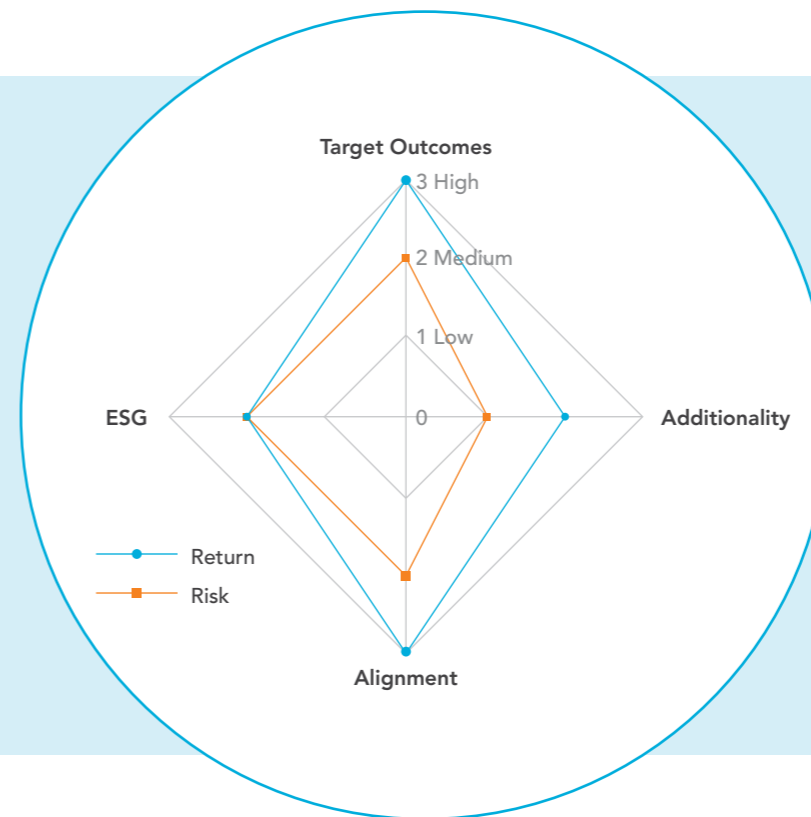 Target Outcomes
3 High
2 Medium
1 Low
ESG
0
Additionality
Return
Risk
Alignment